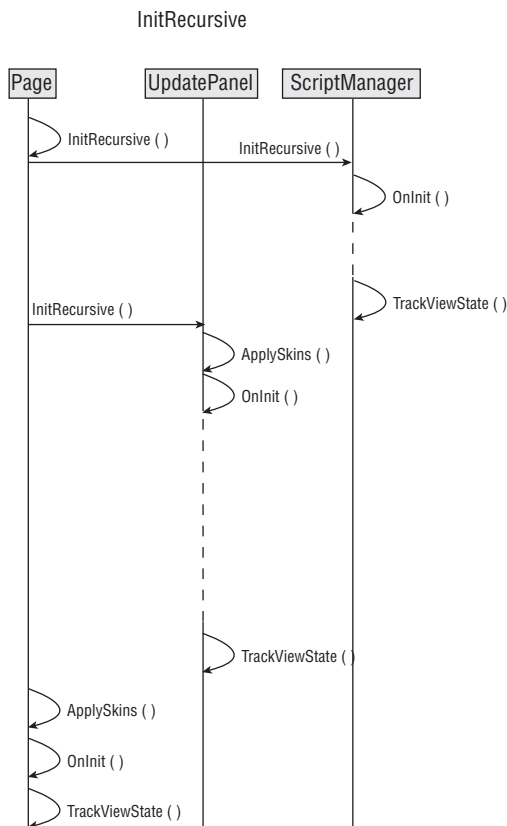 InitRecursive
Page
UpdatePanel
ScriptManager
InitRecursive ( )
InitRecursive ( )
OnInit ( )
TrackViewState ( )
InitRecursive ( )
ApplySkins ( )
OnInit ( )
TrackViewState ( )
ApplySkins ( )
OnInit ( )
TrackViewState ( )